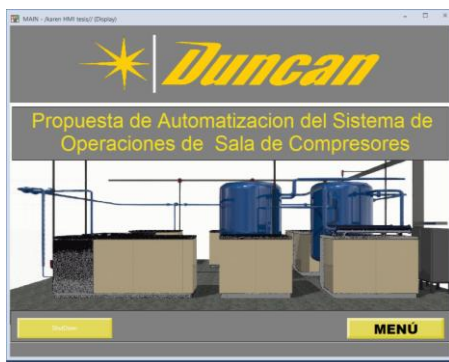 MAIN - /karen HMI tesis// (Display)
Duncan
Propuesta de Automatizacion del Sistema de
Operaciones de Sala de Compresores
MENÚ